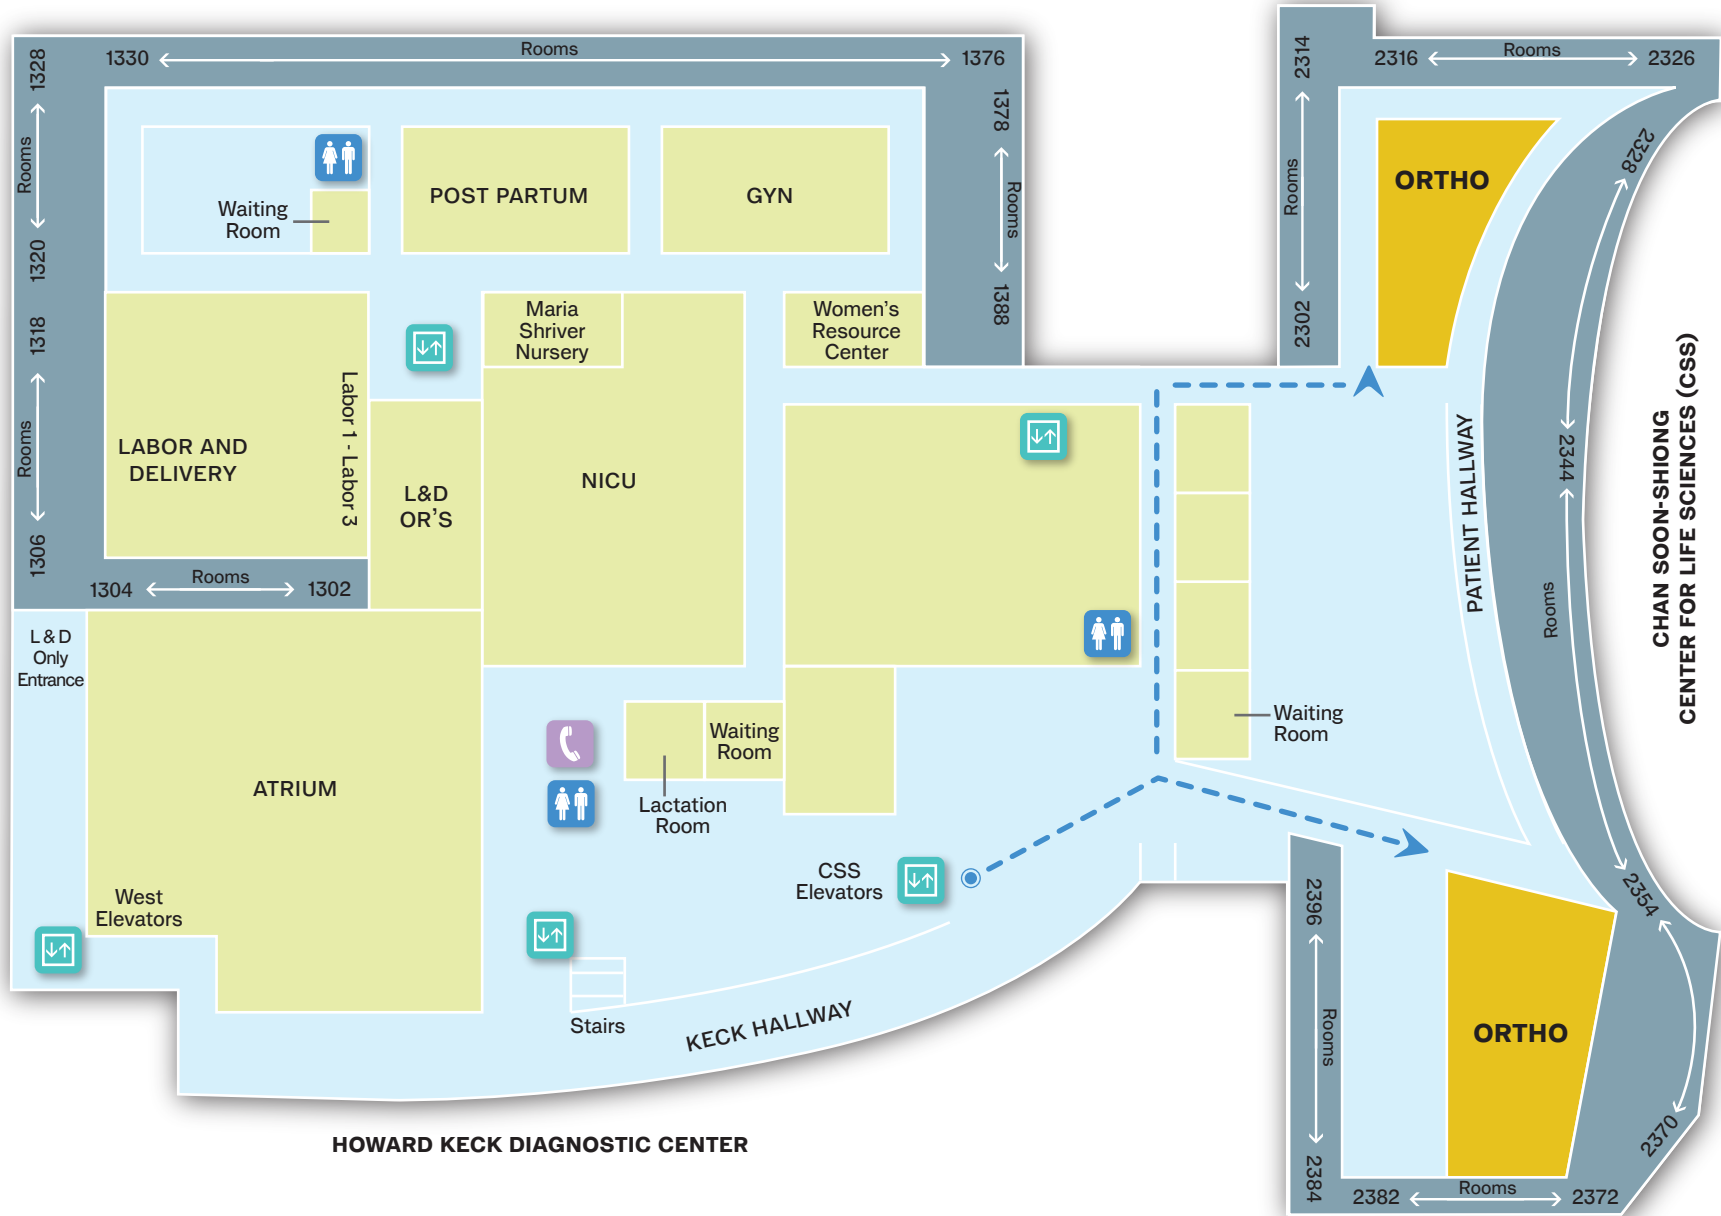 Rooms
1330
1376
1328
Rooms
1320
1318
Rooms
1306
1304
Rooms
1302
1378
Rooms
1388
Waiting
Room
POST PARTUM
GYN
Maria
Shriver
Nursery
Women's
Resource
Center
LABOR AND
DELIVERY
Labor 1 - Labor 3
L&D
OR'S
NICU
L & D
Only
Entrance
ATRIUM
West
Elevators
Lactation
Room
Waiting
Room
CSS
Elevators
Stairs
KECK HALLWAY
HOWARD KECK DIAGNOSTIC CENTER
Waiting
Room
PATIENT HALLWAY
2314
Rooms
2302
2316
Rooms
2326
ORTHO
2328
2344
Rooms
2354
2370
CHAN SOON-SHIONG
CENTER FOR LIFE SCIENCES (CSS)
ORTHO
2396
Rooms
2384
2382
Rooms
2372